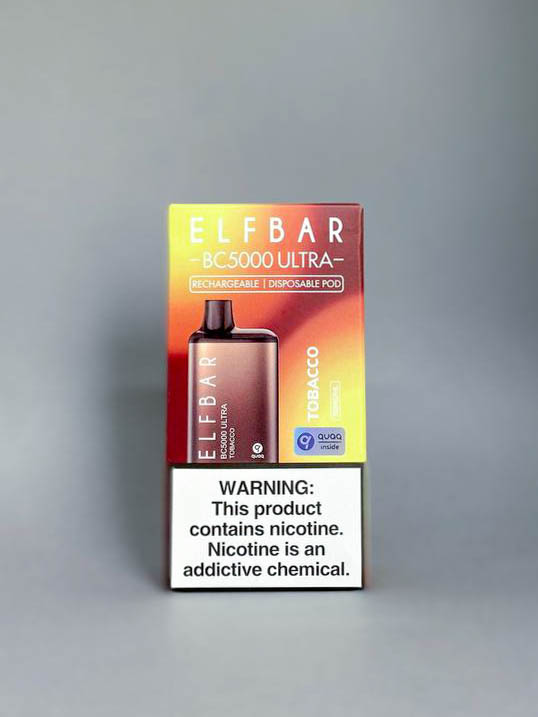 ELFBAR
-BC5000 ULTRA-
RECHARGEABLE | DISPOSABLE POD
ELFBAR
BC5000 ULTRA
TOBACCO
quaq
TOBACCO
quaq
inside
WARNING:
This product
contains nicotine.
Nicotine is an
addictive chemical.